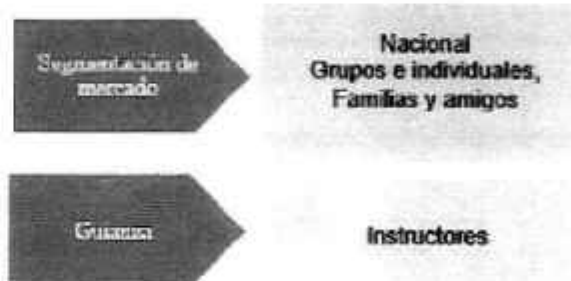 Segmentación de
mercado
Nacional
Grupos e individuales,
Familias y amigos
Instructores